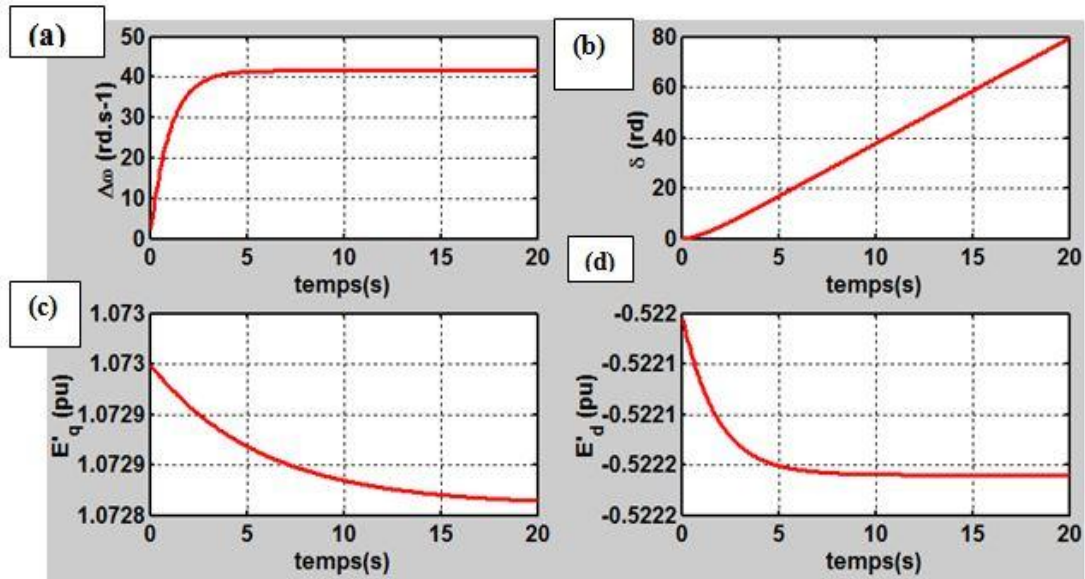 (a)
50
40
30
20
10
0
Δω (rd.s-1)
0 5 10 15 20
temps(s)
(b)
80
60
40
20
0
δ (rd)
0 5 10 15 20
temps(s)
(c)
1.073
1.073
1.0729
1.0729
1.0728
E'q (pu)
0 5 10 15 20
temps(s)
(d)
-0.522
-0.5221
-0.5221
-0.5222
-0.5222
E'd (pu)
0 5 10 15 20
temps(s)